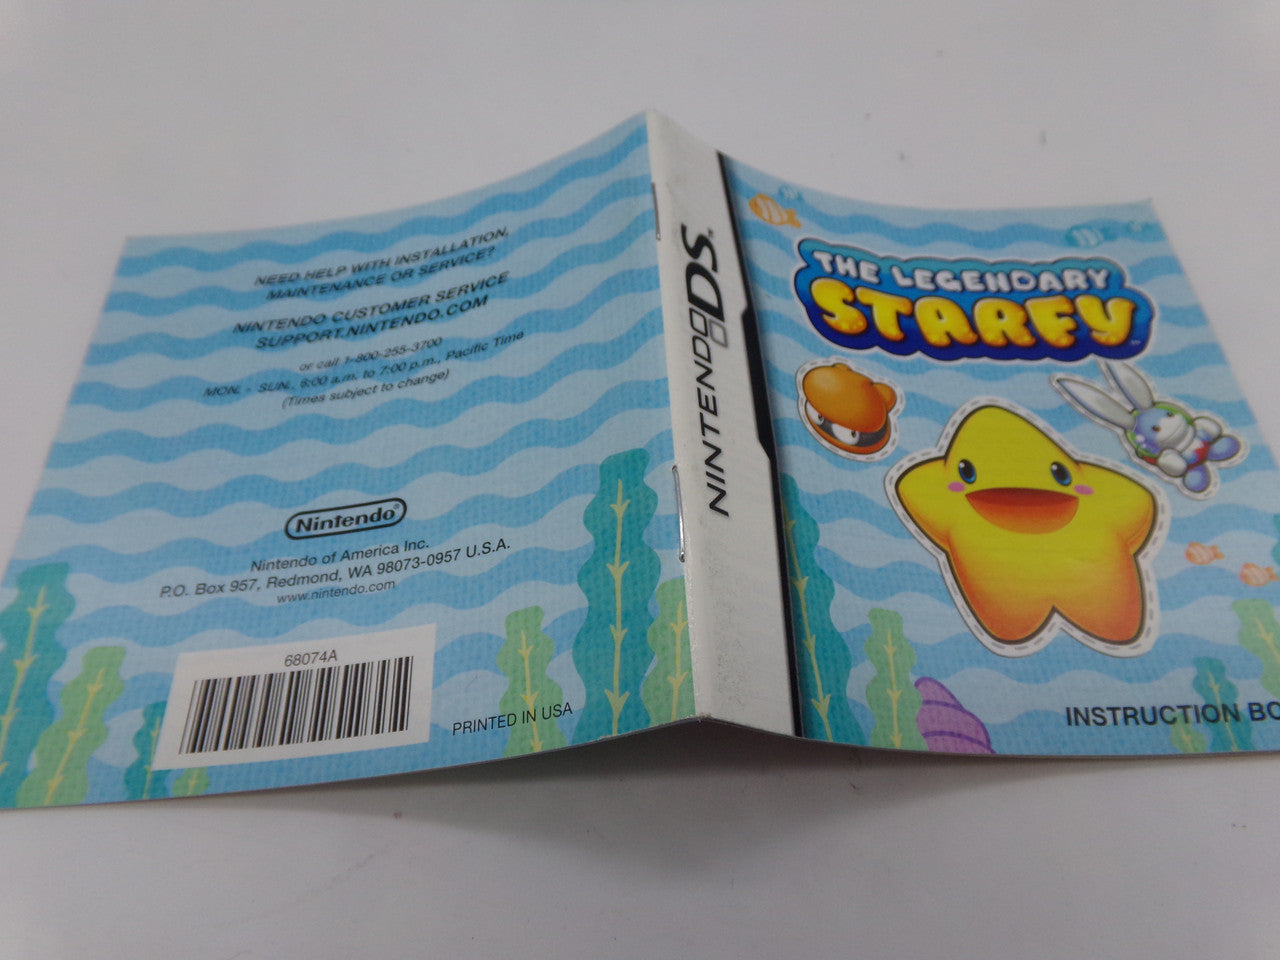 NEED HELP WITH INSTALLATION,
MAINTENANCE OR SERVICE?
NINTENDO CUSTOMER SERVICE
SUPPORT.NINTENDO.COM
or call 1-800-255-3700
MON. - SUN., 6:00 a.m. to 7:00 p.m., Pacific Time
(Times subject to change)
Nintendo®
Nintendo of America Inc.
P.O. Box 957, Redmond, WA 98073-0957 U.S.A.
www.nintendo.com
68074A
PRINTED IN USA
NINTENDO DS™
THE LEGENDARY
STARFY™
INSTRUCTION BO